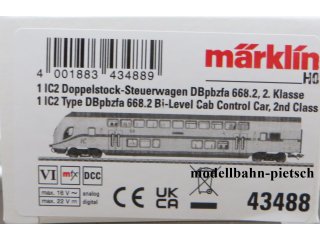 märklin
H0
4 001883 434889
1 IC2 Doppelstock-Steuerwagen DBpbzfa 668.2, 2. Klasse
1 IC2 Type DBpbzfa 668.2 Bi-Level Cab Control Car, 2nd Class
IC
modellbahn-pietsch
VI mfx DCC
max. 18 V ~ analog
max. 22 V digital
CE UK CA
43488